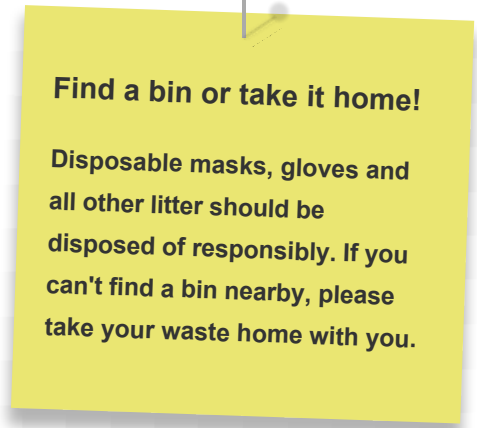 Find a bin or take it home!
Disposable masks, gloves and
all other litter should be
disposed of responsibly. If you
can't find a bin nearby, please
take your waste home with you.